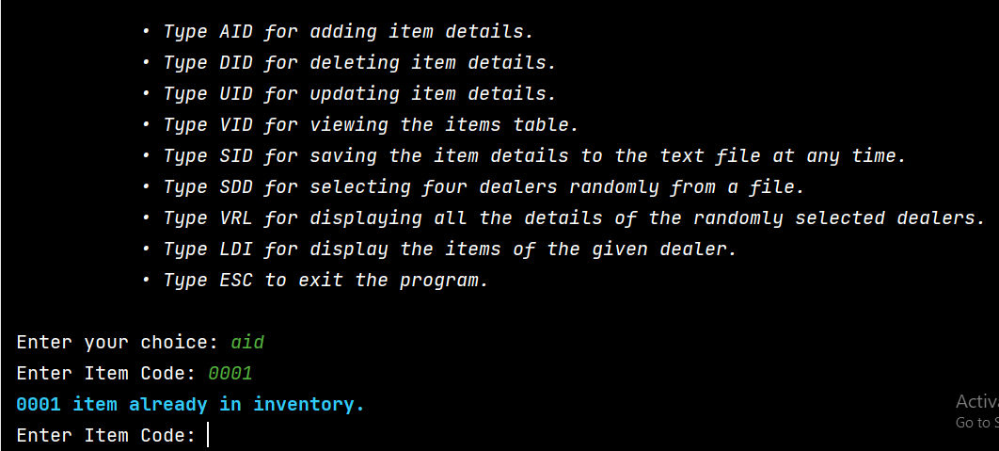 • Type AID for adding item details.
• Type DID for deleting item details.
• Type UID for updating item details.
• Type VID for viewing the items table.
• Type SID for saving the item details to the text file at any time.
• Type SDD for selecting four dealers randomly from a file.
• Type VRL for displaying all the details of the randomly selected dealers.
• Type LDI for display the items of the given dealer.
• Type ESC to exit the program.
Enter your choice: aid
Enter Item Code: 0001
0001 item already in inventory.
Enter Item Code:
Activa
Go to S